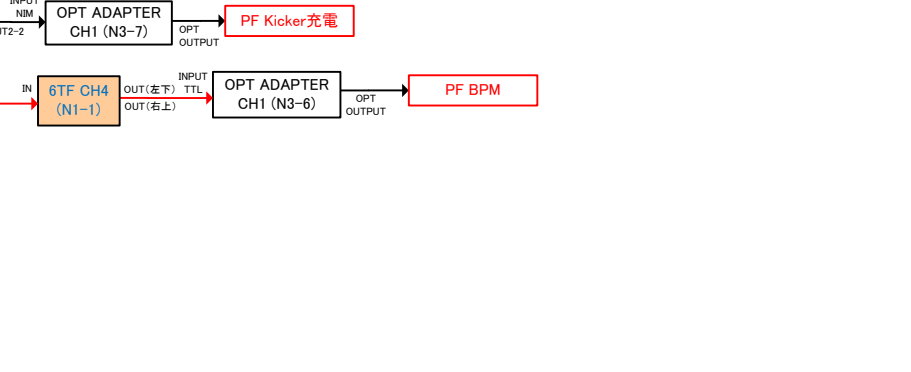 INPUT
NIM
OPT ADAPTER
CH1 (N3-7)
OPT
OUTPUT
PF Kicker充電
IN
6TF CH4
(N1-1)
OUT(左下)
OUT(右上)
INPUT
TTL
OPT ADAPTER
CH1 (N3-6)
OPT
OUTPUT
PF BPM